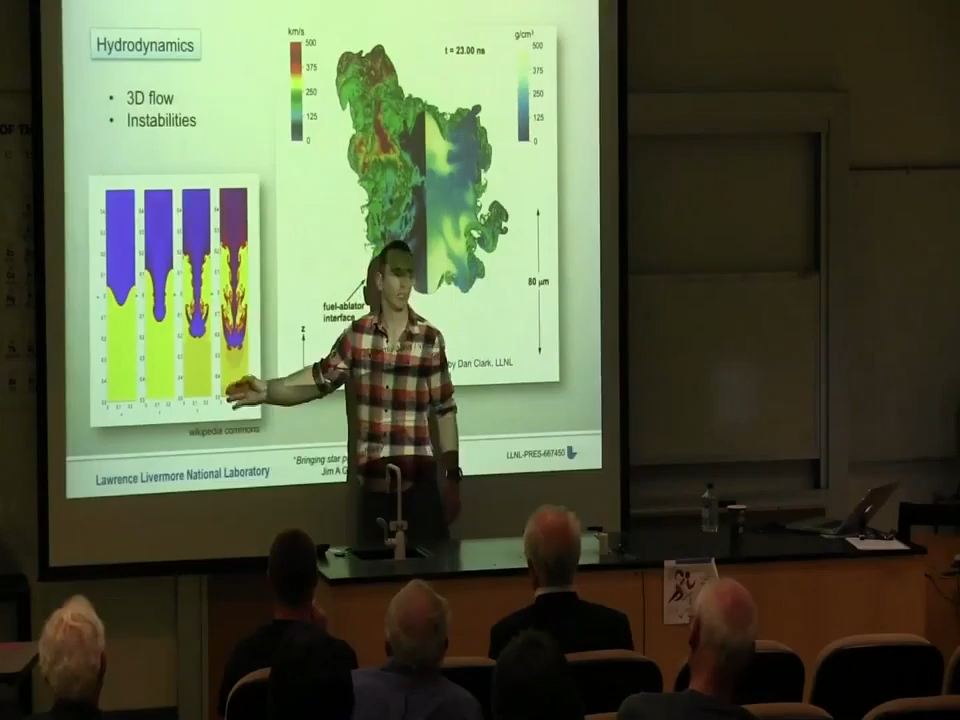 Hydrodynamics
• 3D flow
• Instabilities
km/s
500
375
250
125
0
t = 23.00 ns
g/cm³
500
375
250
125
0
80 µm
fuel-ablator
interface
z
by Dan Clark, LLNL
wikipedia commons
Lawrence Livermore National Laboratory
"Bringing star p
Jim A G
LLNL-PRES-667450
OF T